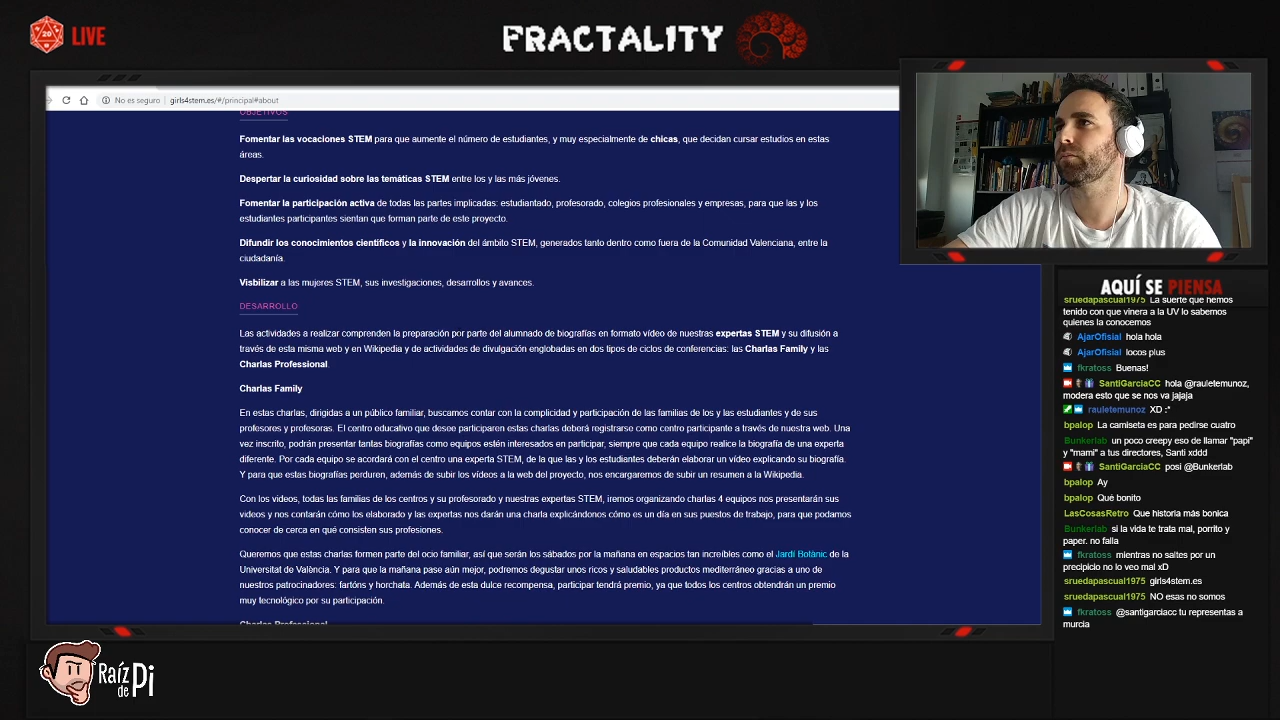 20 LIVE
FRACTALITY
No es seguro girls4stem.es/#/principal#about
OBJETIVOS
Fomentar las vocaciones STEM para que aumente el número de estudiantes, y muy especialmente de chicas, que decidan cursar estudios en estas
áreas.
Despertar la curiosidad sobre las temáticas STEM entre los y las más jóvenes.
Fomentar la participación activa de todas las partes implicadas: estudiantado, profesorado, colegios profesionales y empresas, para que las y los
estudiantes participantes sientan que forman parte de este proyecto.
Difundir los conocimientos científicos y la innovación del ámbito STEM, generados tanto dentro como fuera de la Comunidad Valenciana, entre la
ciudadanía.
Visbilizar a las mujeres STEM, sus investigaciones, desarrollos y avances.
DESARROLLO
Las actividades a realizar comprenden la preparación por parte del alumnado de biografías en formato vídeo de nuestras expertas STEM y su difusión a
través de esta misma web y en Wikipedia y de actividades de divulgación englobadas en dos tipos de ciclos de conferencias: las Charlas Family y las
Charlas Professional.
Charlas Family
En estas charlas, dirigidas a un público familiar, buscamos contar con la complicidad y participación de las familias de los y las estudiantes y de sus
profesores y profesoras. El centro educativo que desee participaren estas charlas deberá registrarse como centro participante a través de nuestra web. Una
vez inscrito, podrán presentar tantas biografías como equipos estén interesados en participar, siempre que cada equipo realice la biografía de una experta
diferente. Por cada equipo se acordará con el centro una experta STEM, de la que las y los estudiantes deberán elaborar un vídeo explicando su biografía.
Y para que estas biografías perduren, además de subir los vídeos a la web del proyecto, nos encargaremos de subir un resumen a la Wikipedia.
Con los videos, todas las familias de los centros y su profesorado y nuestras expertas STEM, iremos organizando charlas 4 equipos nos presentarán sus
videos y nos contarán cómo los elaborado y las expertas nos darán una charla explicándonos cómo es un día en sus puestos de trabajo, para que podamos
conocer de cerca en qué consisten sus profesiones.
Queremos que estas charlas formen parte del ocio familiar, así que serán los sábados por la mañana en espacios tan increíbles como el Jardí Botànic de la
Universitat de València. Y para que la mañana pase aún mejor, podremos degustar unos ricos y saludables productos mediterráneo gracias a uno de
nuestros patrocinadores: fartóns y horchata. Además de esta dulce recompensa, participar tendrá premio, ya que todos los centros obtendrán un premio
muy tecnológico por su participación.
Charlas Professional
AQUÍ SE PIENSA
sruedapascual1975 La suerte que hemos
tenido con que vinera a la UV lo sabemos
quienes la conocemos
AjarOfisial hola hola
AjarOfisial locos plus
fkratoss Buenas!
SantiGarciaCC hola @rauletemunoz,
modera esto que se nos va jajaja
rauletemunoz XD :*
bpalop La camiseta es para pedirse cuatro
Bunkerlab un poco creepy eso de llamar "papi"
y "mami" a tus directores, Santi xddd
SantiGarciaCC posi @Bunkerlab
bpalop Ay
bpalop Qué bonito
LasCosasRetro Que historia más bonica
Bunkerlab si la vida te trata mal, porrito y
paper. no falla
fkratoss mientras no saltes por un
precipicio no lo veo mal xD
sruedapascual1975 girls4stem.es
sruedapascual1975 NO esas no somos
fkratoss @santigarciacc tu representas a
murcia
Raíz
de Pi